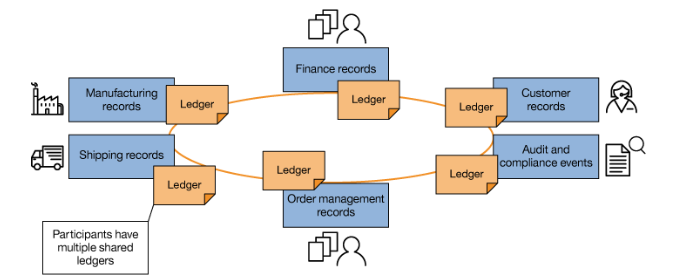 Finance records
Ledger
Manufacturing
records
Ledger
Customer
records
Ledger
Shipping records
Ledger
Audit and
compliance events
Ledger
Order management
records
Ledger
Participants have
multiple shared
ledgers